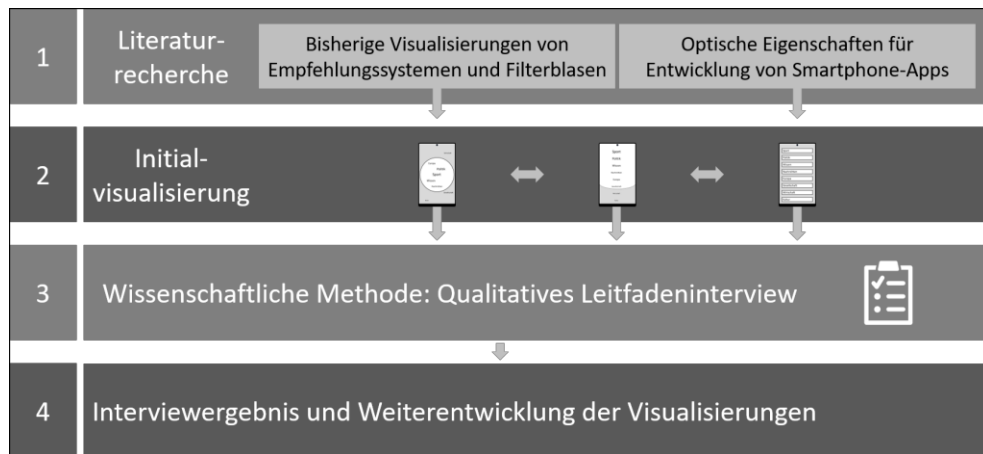 1
Literatur-
recherche
Bisherige Visualisierungen von
Empfehlungssystemen und Filterblasen
Optische Eigenschaften für
Entwicklung von Smartphone-Apps
2
Initial-
visualisierung
3
Wissenschaftliche Methode: Qualitatives Leitfadeninterview
4
Interviewergebnis und Weiterentwicklung der Visualisierungen